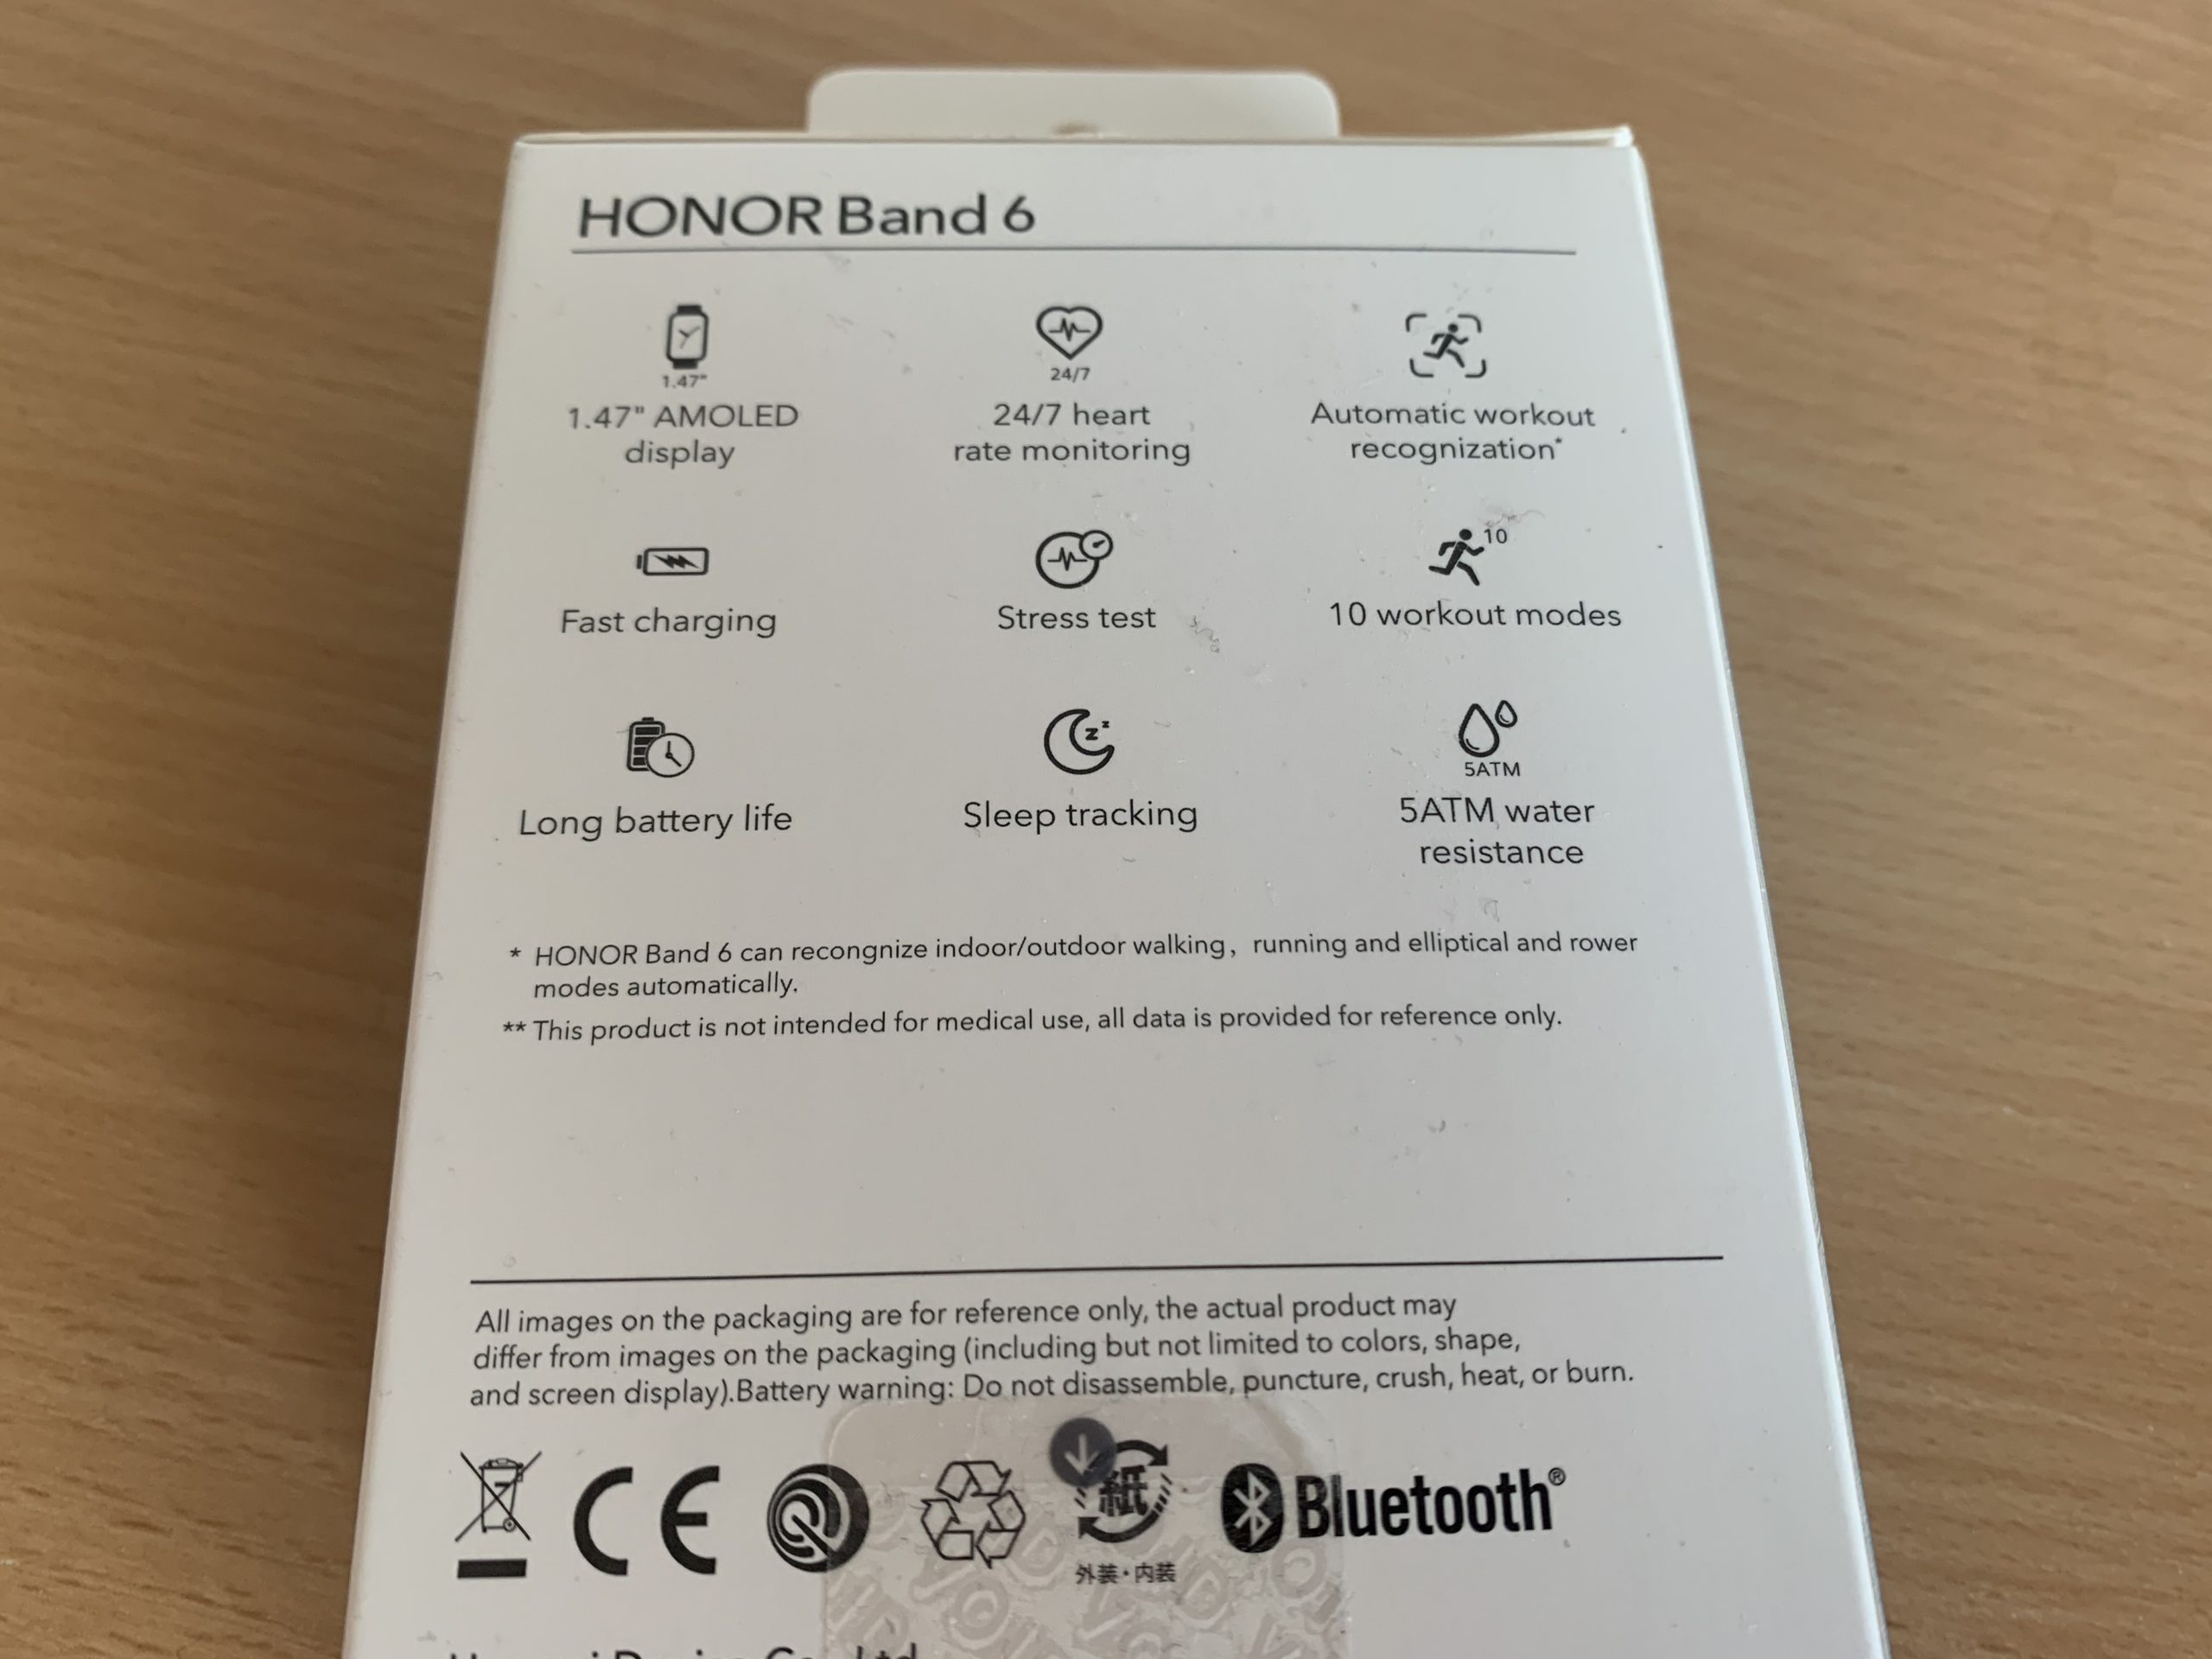 HONOR Band 6
1.47"
24/7
1.47" AMOLED
display
24/7 heart
rate monitoring
Automatic workout
recognization*
10
Fast charging
Stress test
10 workout modes
5ATM
Long battery life
Sleep tracking
5ATM water
resistance
* HONOR Band 6 can recongnize indoor/outdoor walking, running and elliptical and rower
modes automatically.
** This product is not intended for medical use, all data is provided for reference only.
All images on the packaging are for reference only, the actual product may
differ from images on the packaging (including but not limited to colors, shape,
and screen display).Battery warning: Do not disassemble, puncture, crush, heat, or burn.
CE
紙
Bluetooth®
外装・内装
VOID